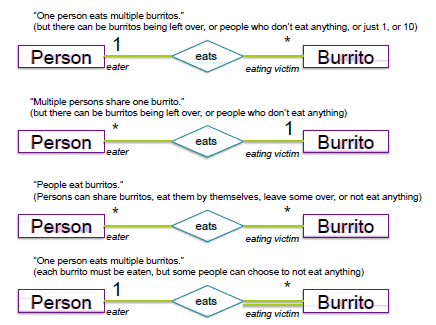 "One person eats multiple burritos."
(but there can be burritos being left over, or people who don't eat anything, or just 1, or 10)
1 *
Person eats Burrito
eater eating victim
"Multiple persons share one burrito."
(but there can be burritos being left over, or people who don't eat anything)
* 1
Person eats Burrito
eater eating victim
"People eat burritos."
(Persons can share burritos, eat them by themselves, leave some over, or not eat anything)
* *
Person eats Burrito
eater eating victim
"One person eats multiple burritos."
(each burrito must be eaten, but some people can choose to not eat anything)
1 *
Person eats Burrito
eater eating victim